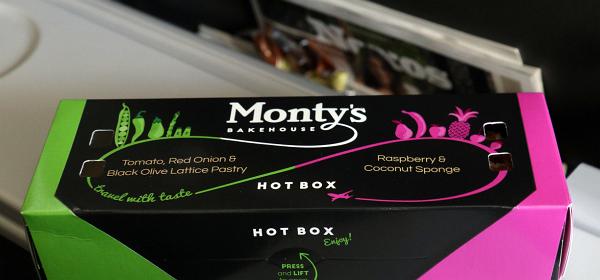 Monty's
BAKEHOUSE
Tomato, Red Onion &
Black Olive Lattice Pastry
Raspberry &
Coconut Sponge
travel with taste
HOT BOX
HOT BOX
Enjoy!
PRESS
and LIFT